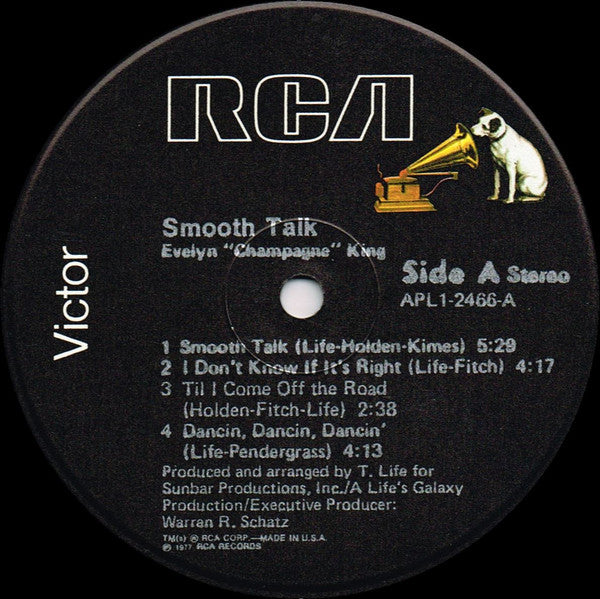 RCA
Victor
Smooth Talk
Evelyn "Champagne" King
Side A Stereo
APL1-2466-A
1 Smooth Talk (Life-Holden-Kimes) 5:29
2 I Don't Know If It's Right (Life-Fitch) 4:17
3 Til I Come Off the Road
(Holden-Fitch-Life) 2:38
4 Dancin, Dancin, Dancin'
(Life-Pendergrass) 4:13
Produced and arranged by T. Life for
Sunbar Productions, Inc./A Life's Galaxy
Production/Executive Producer:
Warren R. Schatz
TM(s) ® RCA CORP.—MADE IN U.S.A.
℗ 1977 RCA RECORDS